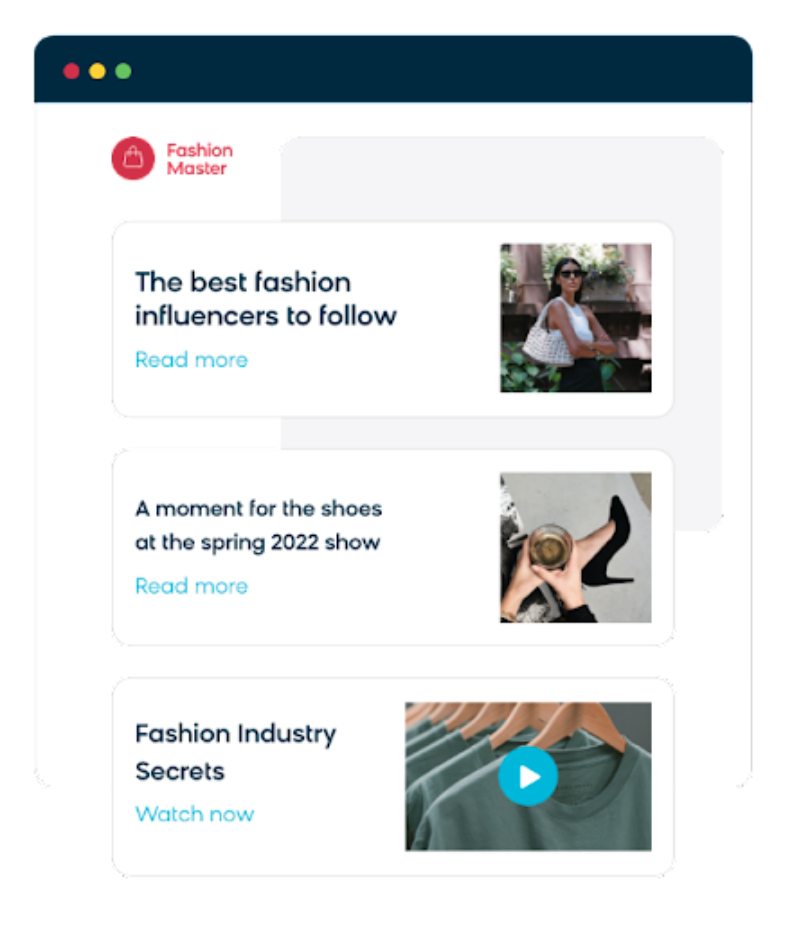 Fashion
Master
The best fashion
influencers to follow
Read more
A moment for the shoes
at the spring 2022 show
Read more
Fashion Industry
Secrets
Watch now